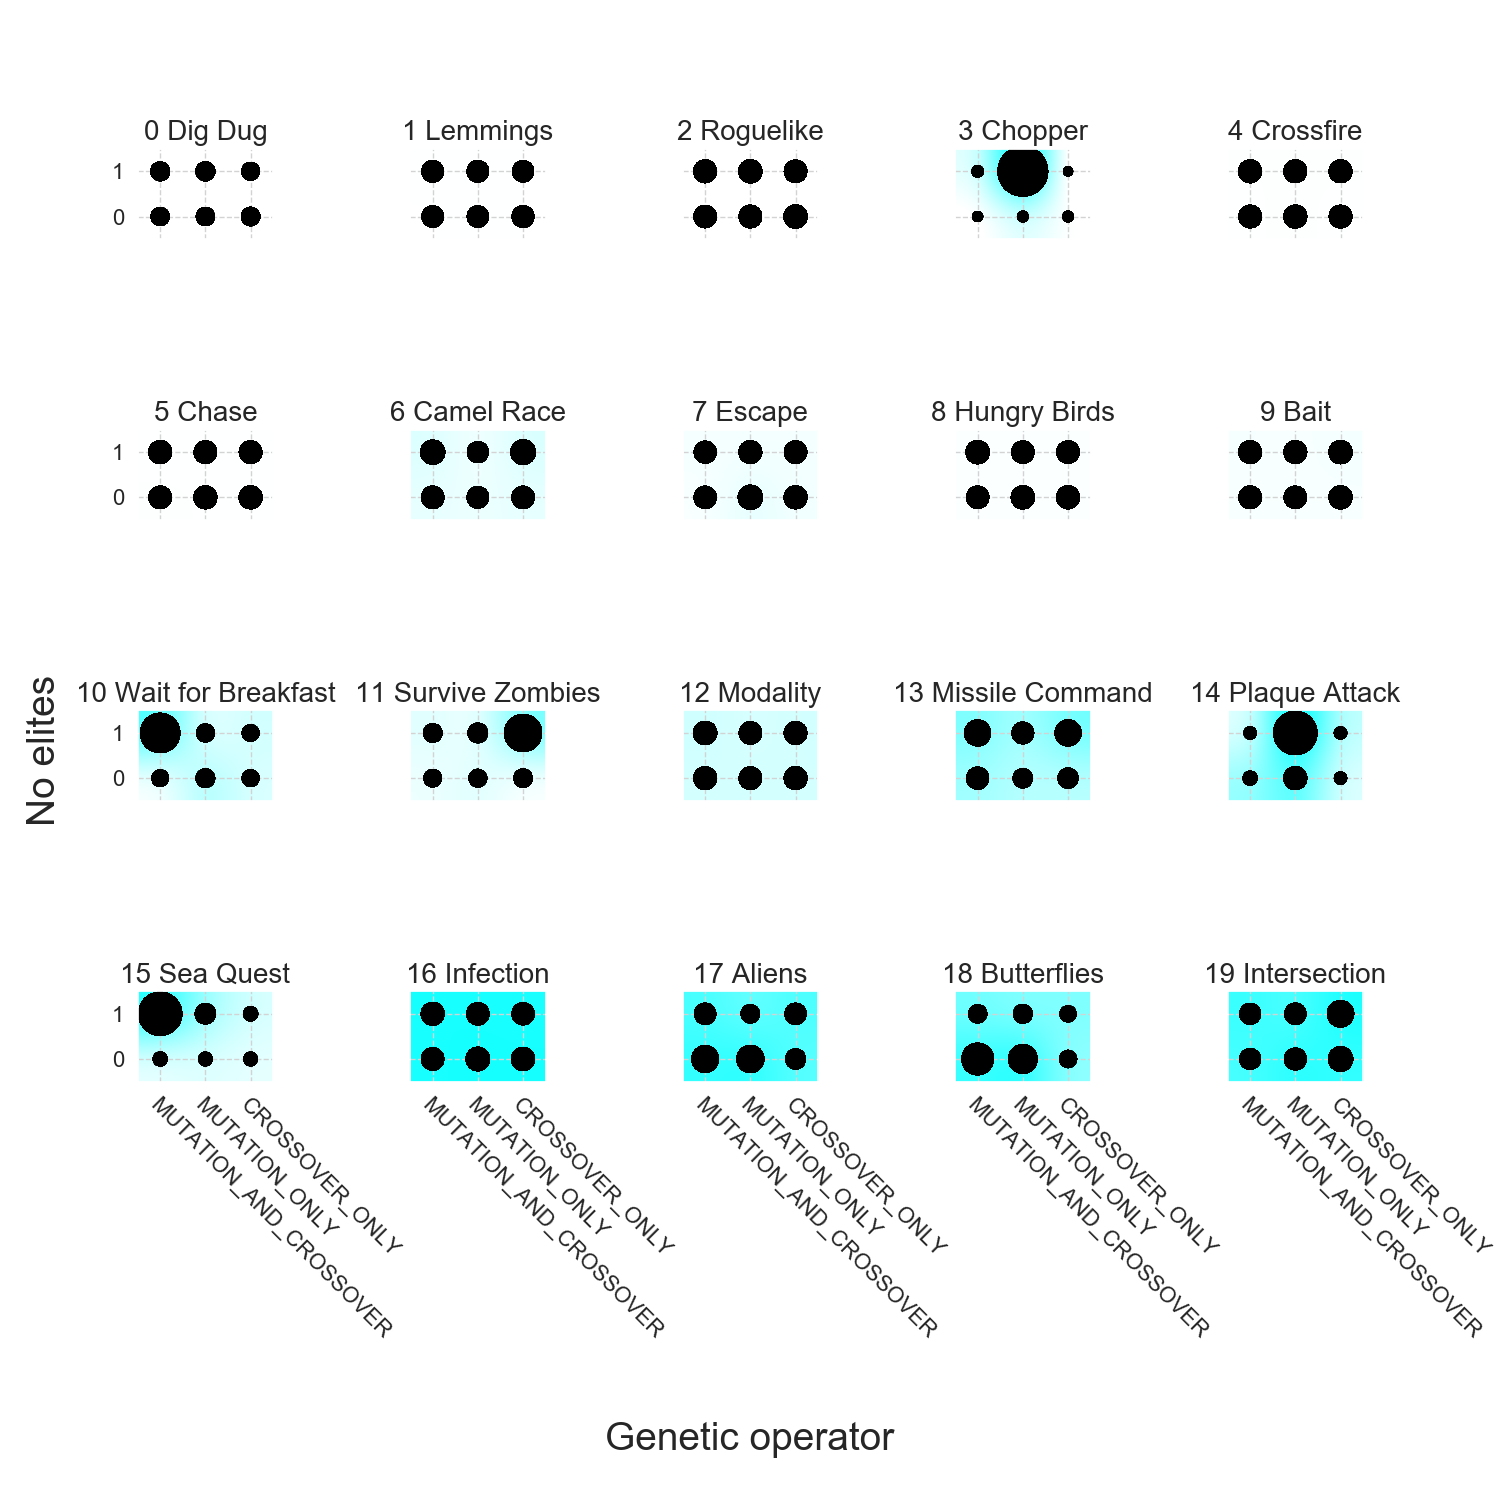 0 Dig Dug
1 Lemmings
2 Roguelike
3 Chopper
4 Crossfire
1
0
5 Chase
6 Camel Race
7 Escape
8 Hungry Birds
9 Bait
1
0
No elites
10 Wait for Breakfast
11 Survive Zombies
12 Modality
13 Missile Command
14 Plaque Attack
1
0
15 Sea Quest
16 Infection
17 Aliens
18 Butterflies
19 Intersection
1
0
MUTATION_AND_CROSSOVER
MUTATION_ONLY
CROSSOVER_ONLY
MUTATION_AND_CROSSOVER
MUTATION_ONLY
CROSSOVER_ONLY
MUTATION_AND_CROSSOVER
MUTATION_ONLY
CROSSOVER_ONLY
MUTATION_AND_CROSSOVER
MUTATION_ONLY
CROSSOVER_ONLY
MUTATION_AND_CROSSOVER
MUTATION_ONLY
CROSSOVER_ONLY
Genetic operator